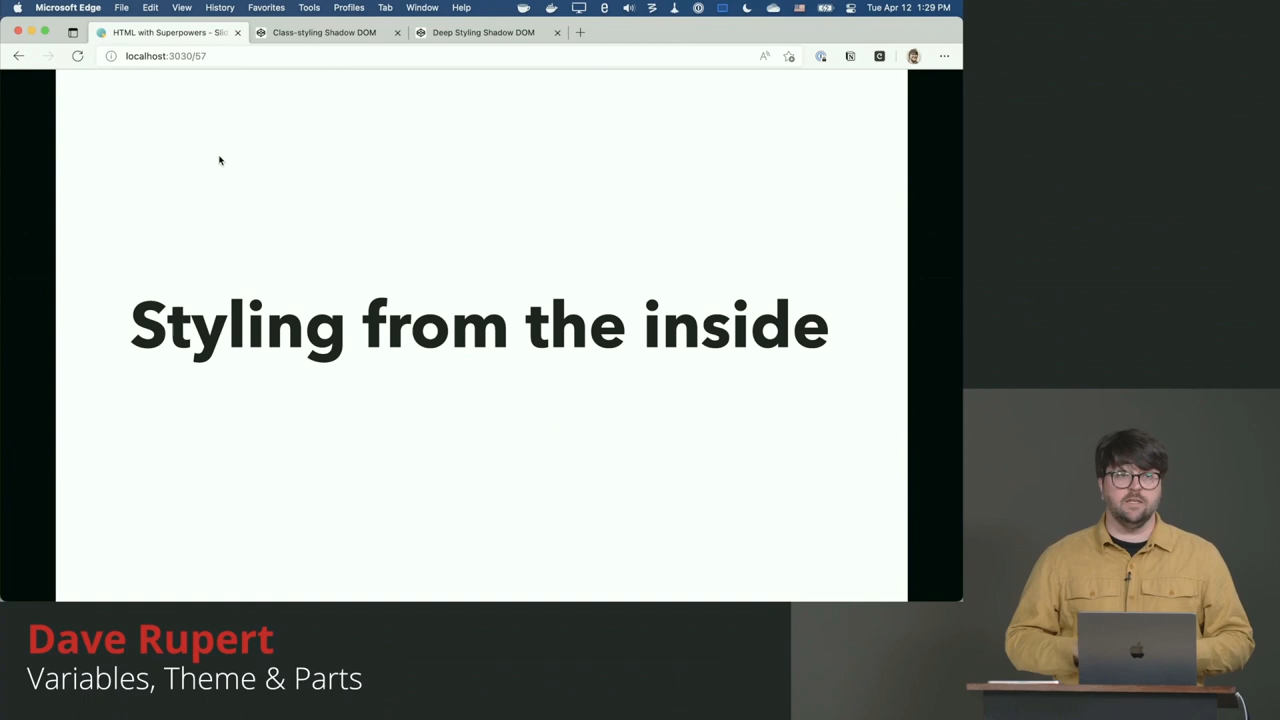 Microsoft Edge File Edit View History Favorites Tools Profiles Tab Window Help Tue Apr 12 1:29 PM
HTML with Superpowers - Sli Class-styling Shadow DOM Deep Styling Shadow DOM
localhost:3030/57
Styling from the inside
Dave Rupert
Variables, Theme & Parts